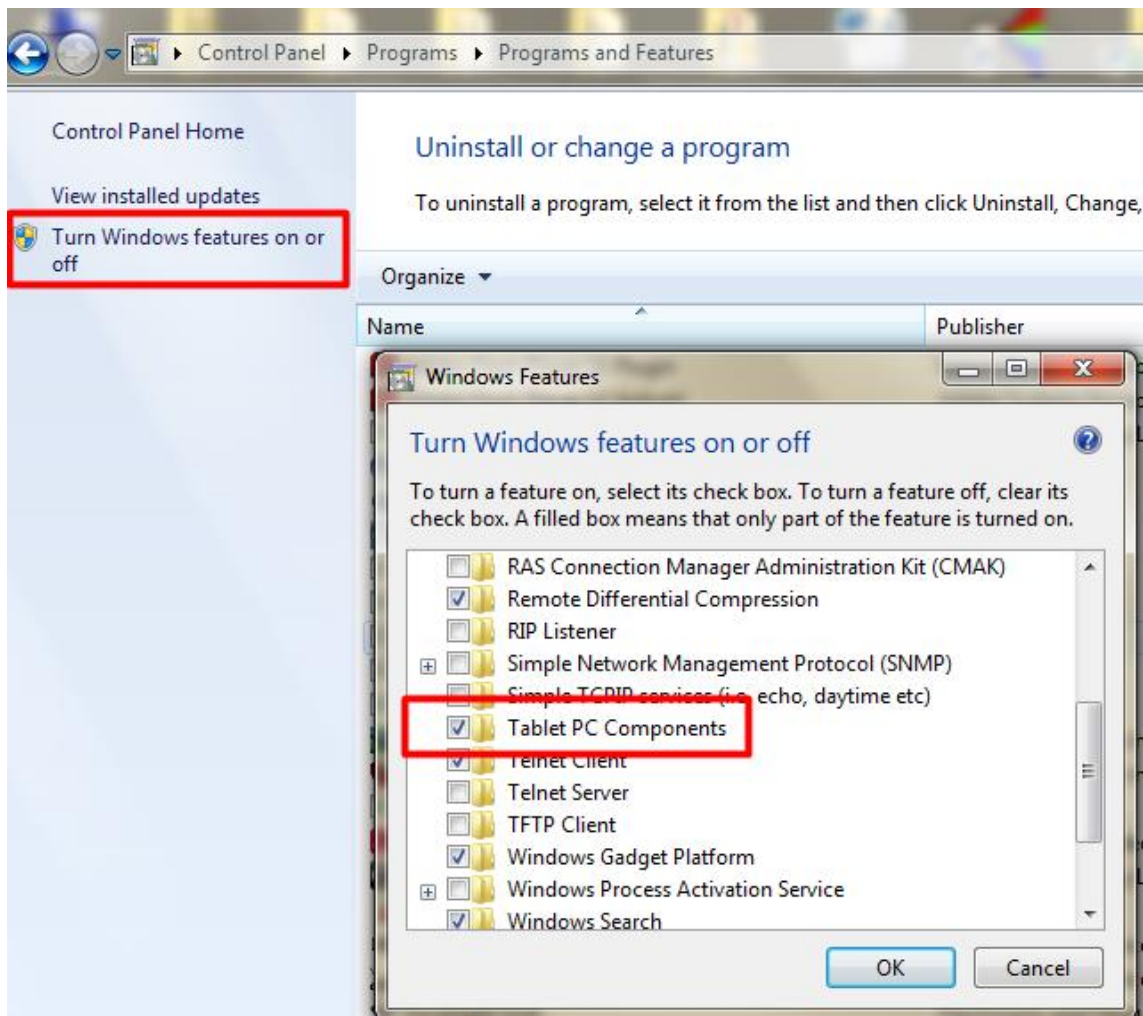 Control Panel ▸ Programs ▸ Programs and Features
Control Panel Home
View installed updates
Turn Windows features on or
off
Uninstall or change a program
To uninstall a program, select it from the list and then click Uninstall, Change,
Organize
Name
Publisher
Windows Features
Turn Windows features on or off
To turn a feature on, select its check box. To turn a feature off, clear its
check box. A filled box means that only part of the feature is turned on.
RAS Connection Manager Administration Kit (CMAK)
Remote Differential Compression
RIP Listener
Simple Network Management Protocol (SNMP)
Simple TCPIP services (i.e. echo, daytime etc)
Tablet PC Components
Telnet Client
Telnet Server
TFTP Client
Windows Gadget Platform
Windows Process Activation Service
Windows Search
OK
Cancel